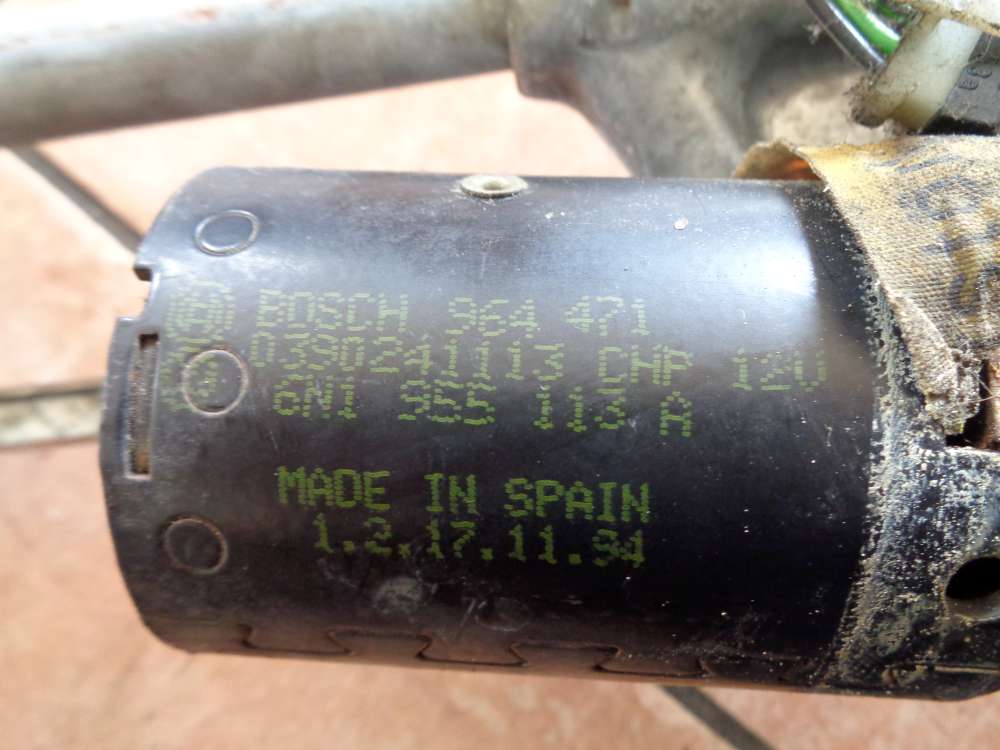 BOSCH 964 471
0390241113 CHP 12V
6N1 955 113 A
MADE IN SPAIN
1.2.17.11.94